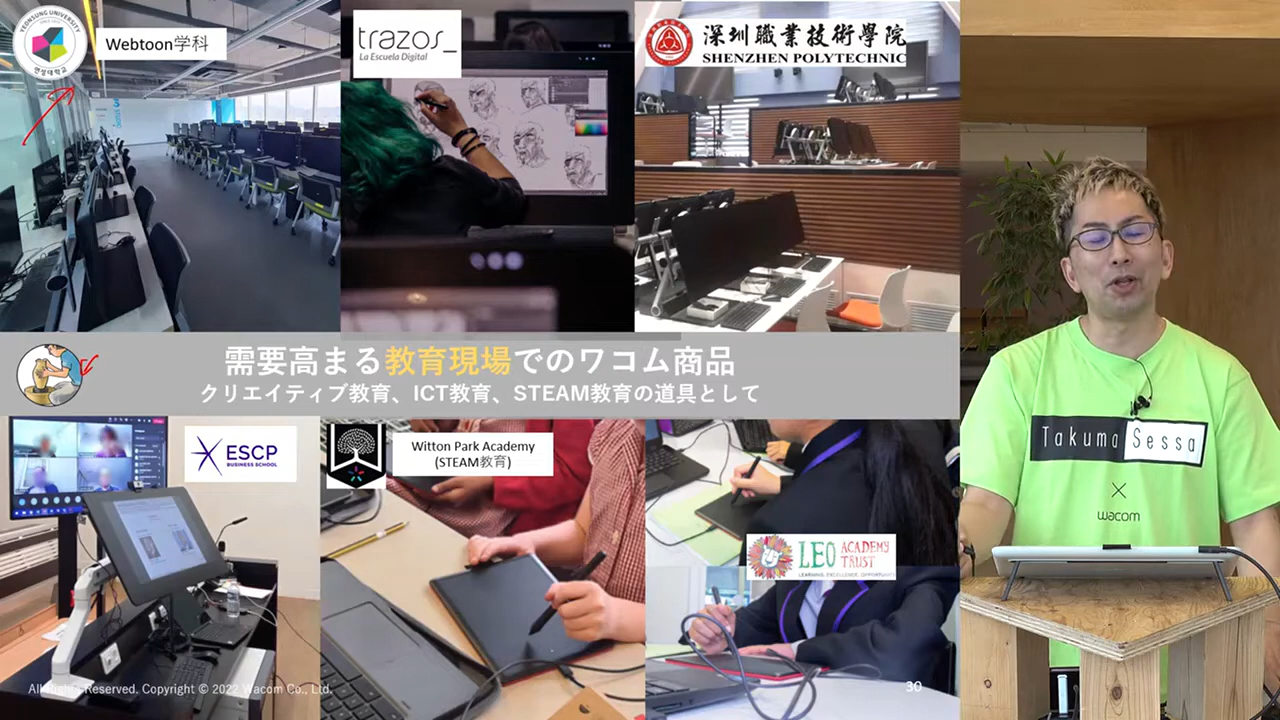 YEONSUNG UNIVERSITY
연성대학교
Webtoon学科
trazos_
La Escuela Digital
深圳職業技術學院
SHENZHEN POLYTECHNIC
需要高まる教育現場でのワコム商品
クリエイティブ教育、ICT教育、STEAM教育の道具として
ESCP
BUSINESS SCHOOL
Witton Park Academy
(STEAM教育)
LEO ACADEMY
TRUST
LEARNING. EXCELLENCE. OPPORTUNITY
Takuma Sessa
×
wacom
All Rights Reserved. Copyright © 2022 Wacom Co., Ltd.
30